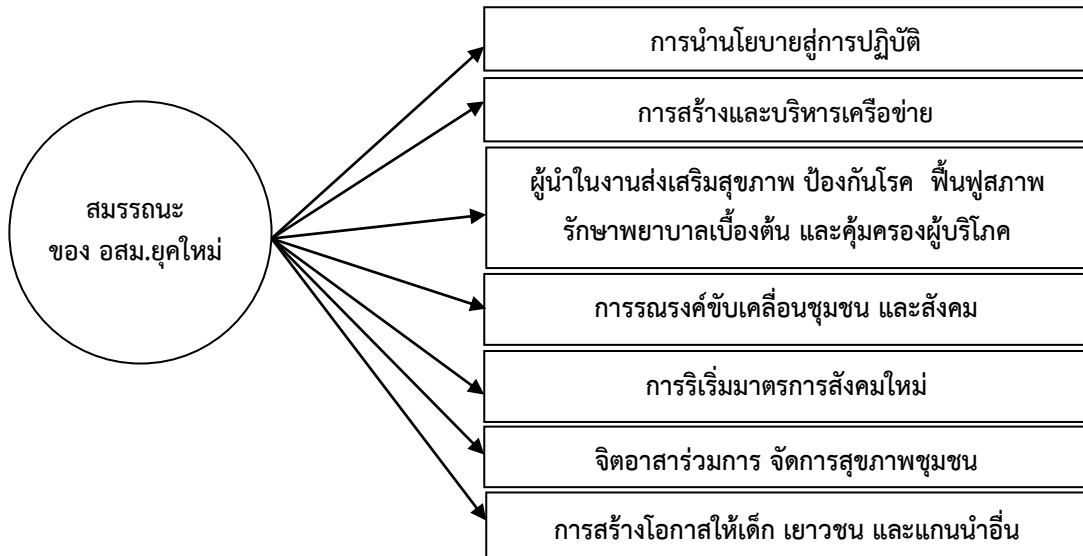 สมรรถนะ
ของ อสม.ยุคใหม่
การนำนโยบายสู่การปฏิบัติ
การสร้างและบริหารเครือข่าย
ผู้นำในงานส่งเสริมสุขภาพ ป้องกันโรค ฟื้นฟูสภาพ
รักษาพยาบาลเบื้องต้น และคุ้มครองผู้บริโภค
การรณรงค์ขับเคลื่อนชุมชน และสังคม
การริเริ่มมาตรการสังคมใหม่
จิตอาสาร่วมการ จัดการสุขภาพชุมชน
การสร้างโอกาสให้เด็ก เยาวชน และแกนนำอื่น